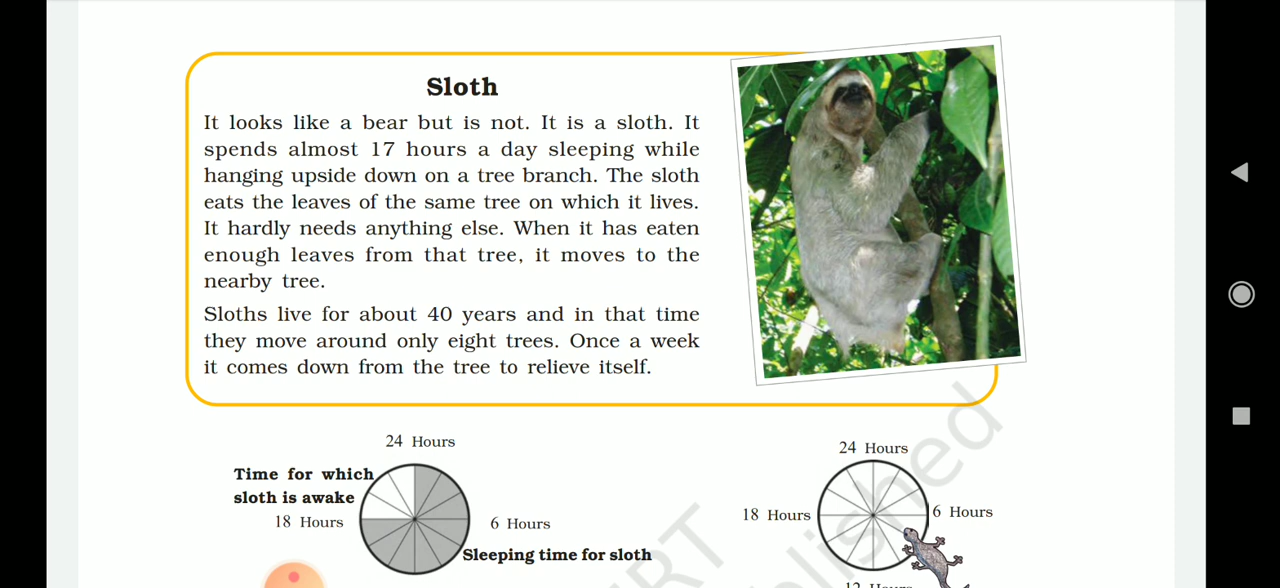 Sloth
It looks like a bear but is not. It is a sloth. It
spends almost 17 hours a day sleeping while
hanging upside down on a tree branch. The sloth
eats the leaves of the same tree on which it lives.
It hardly needs anything else. When it has eaten
enough leaves from that tree, it moves to the
nearby tree.
Sloths live for about 40 years and in that time
they move around only eight trees. Once a week
it comes down from the tree to relieve itself.
24 Hours
Time for which
sloth is awake
18 Hours
6 Hours
Sleeping time for sloth
24 Hours
18 Hours
6 Hours
12 Hours